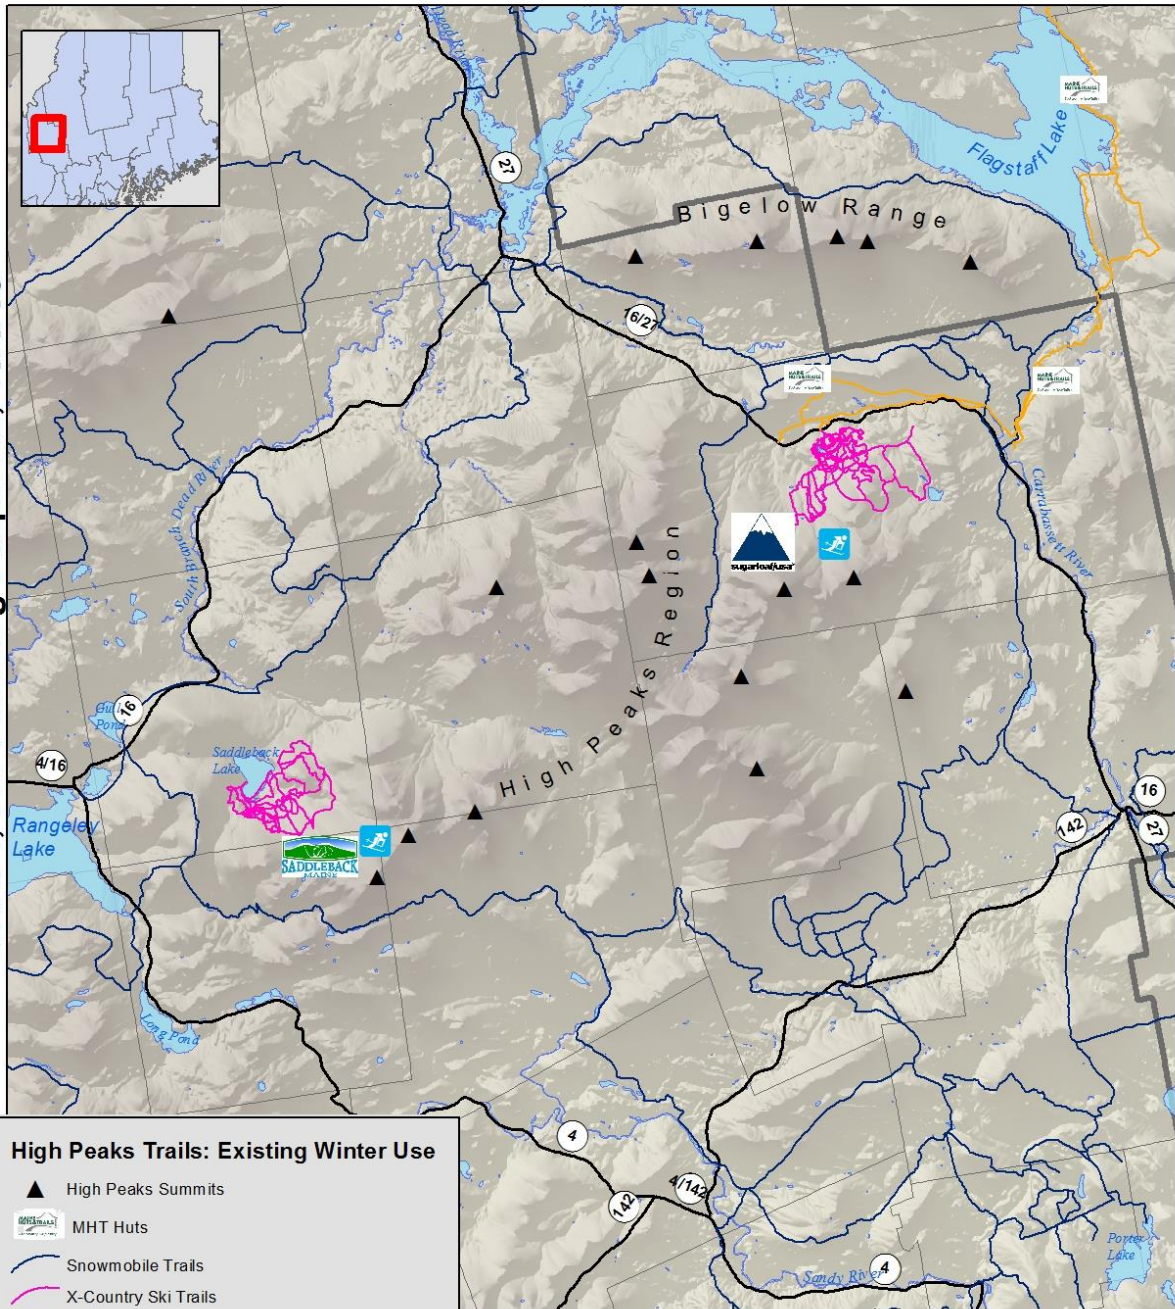 Dead River
27
Flagstaff Lake
Bigelow Range
16/27
South Branch Dead River
Carrabassett River
sugarloaf/usa
High Peaks Region
16
4/16
Saddleback
Lake
Rangeley
Lake
SADDLEBACK
MAINE
16
142
27
Long Pond
4
142
4/142
Sandy River
4
Porter
Lake
High Peaks Trails: Existing Winter Use
High Peaks Summits
MHT Huts
Snowmobile Trails
X-Country Ski Trails